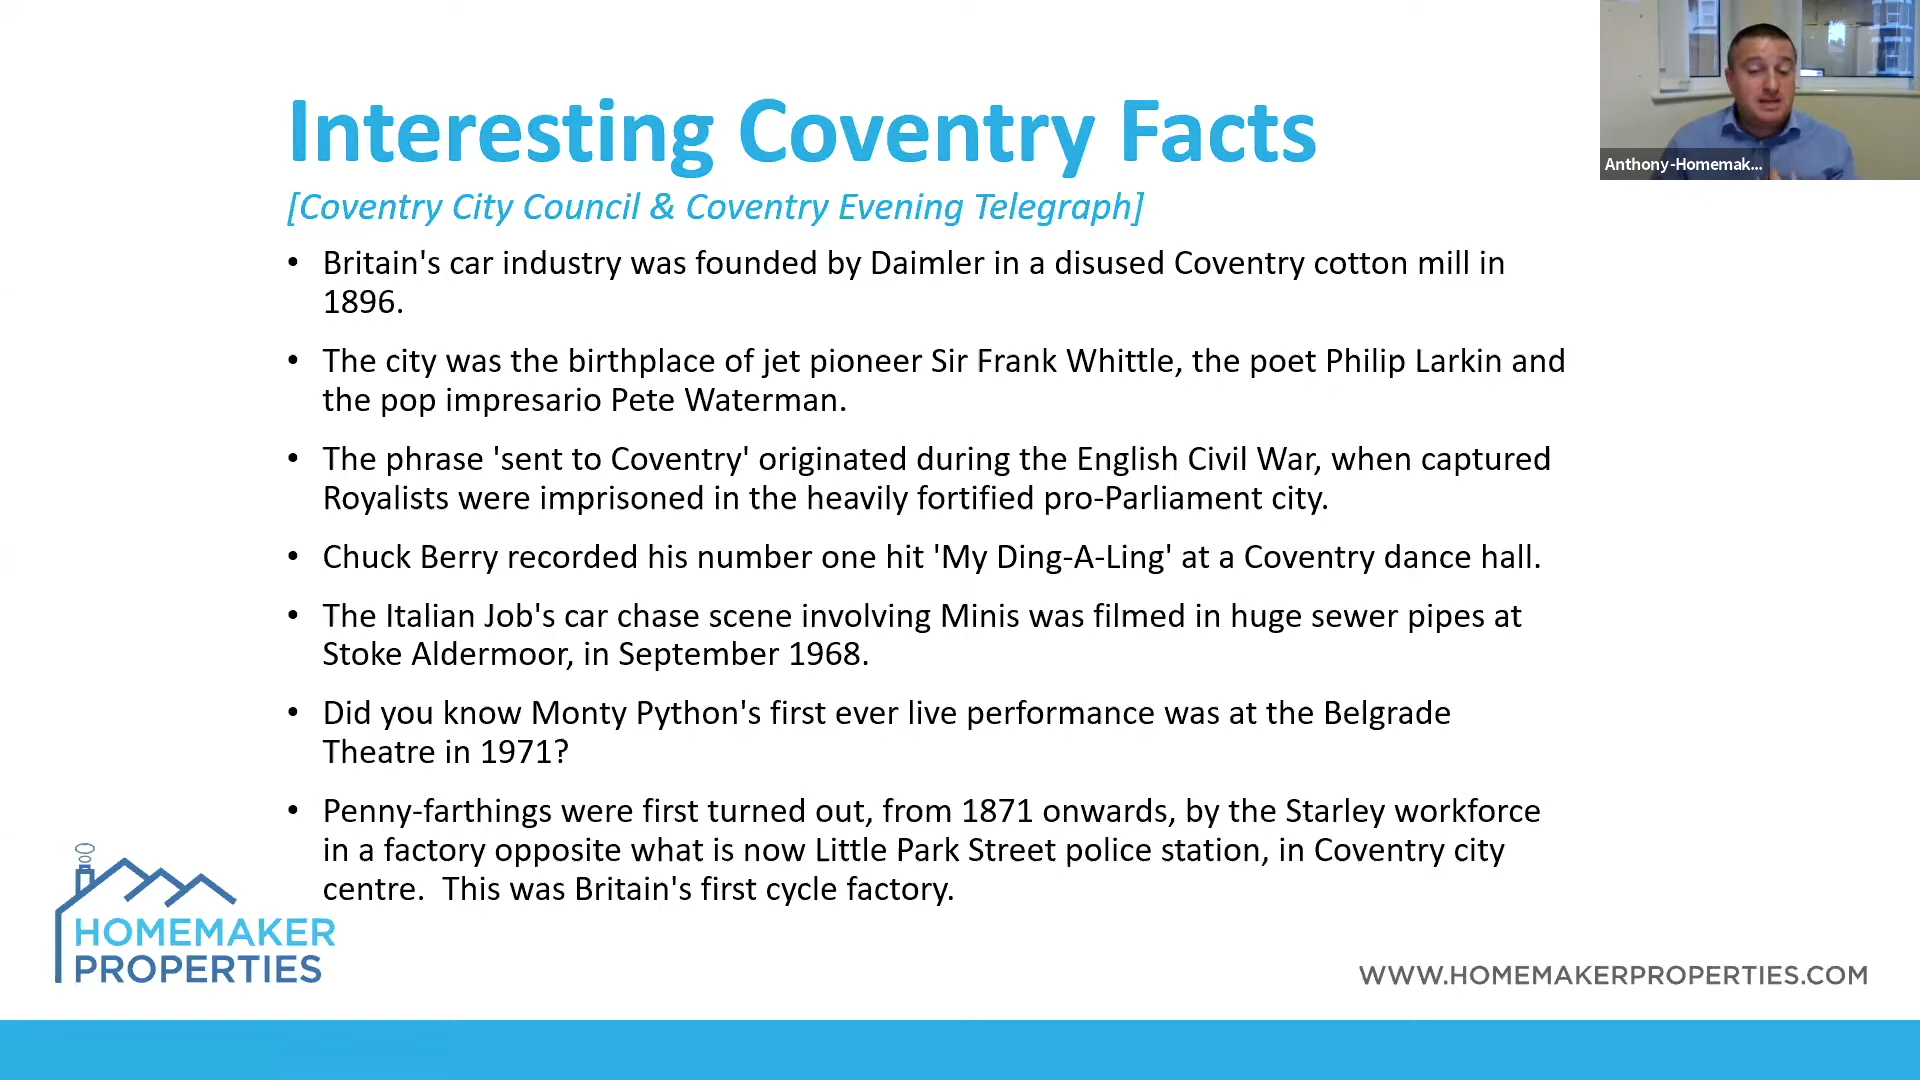 Interesting Coventry Facts
[Coventry City Council & Coventry Evening Telegraph]
• Britain's car industry was founded by Daimler in a disused Coventry cotton mill in
1896.
• The city was the birthplace of jet pioneer Sir Frank Whittle, the poet Philip Larkin and
the pop impresario Pete Waterman.
• The phrase 'sent to Coventry' originated during the English Civil War, when captured
Royalists were imprisoned in the heavily fortified pro-Parliament city.
• Chuck Berry recorded his number one hit 'My Ding-A-Ling' at a Coventry dance hall.
• The Italian Job's car chase scene involving Minis was filmed in huge sewer pipes at
Stoke Aldermoor, in September 1968.
• Did you know Monty Python's first ever live performance was at the Belgrade
Theatre in 1971?
• Penny-farthings were first turned out, from 1871 onwards, by the Starley workforce
in a factory opposite what is now Little Park Street police station, in Coventry city
centre.  This was Britain's first cycle factory.
Anthony-Homemak...
HOMEMAKER
PROPERTIES
WWW.HOMEMAKERPROPERTIES.COM